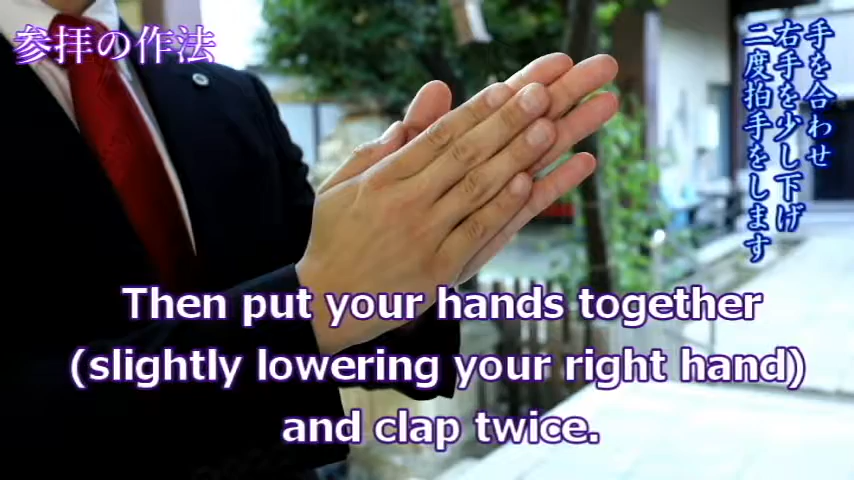 参拝の作法
手を合わせ
右手を少し下げ
二度拍手をします
Then put your hands together
(slightly lowering your right hand)
and clap twice.